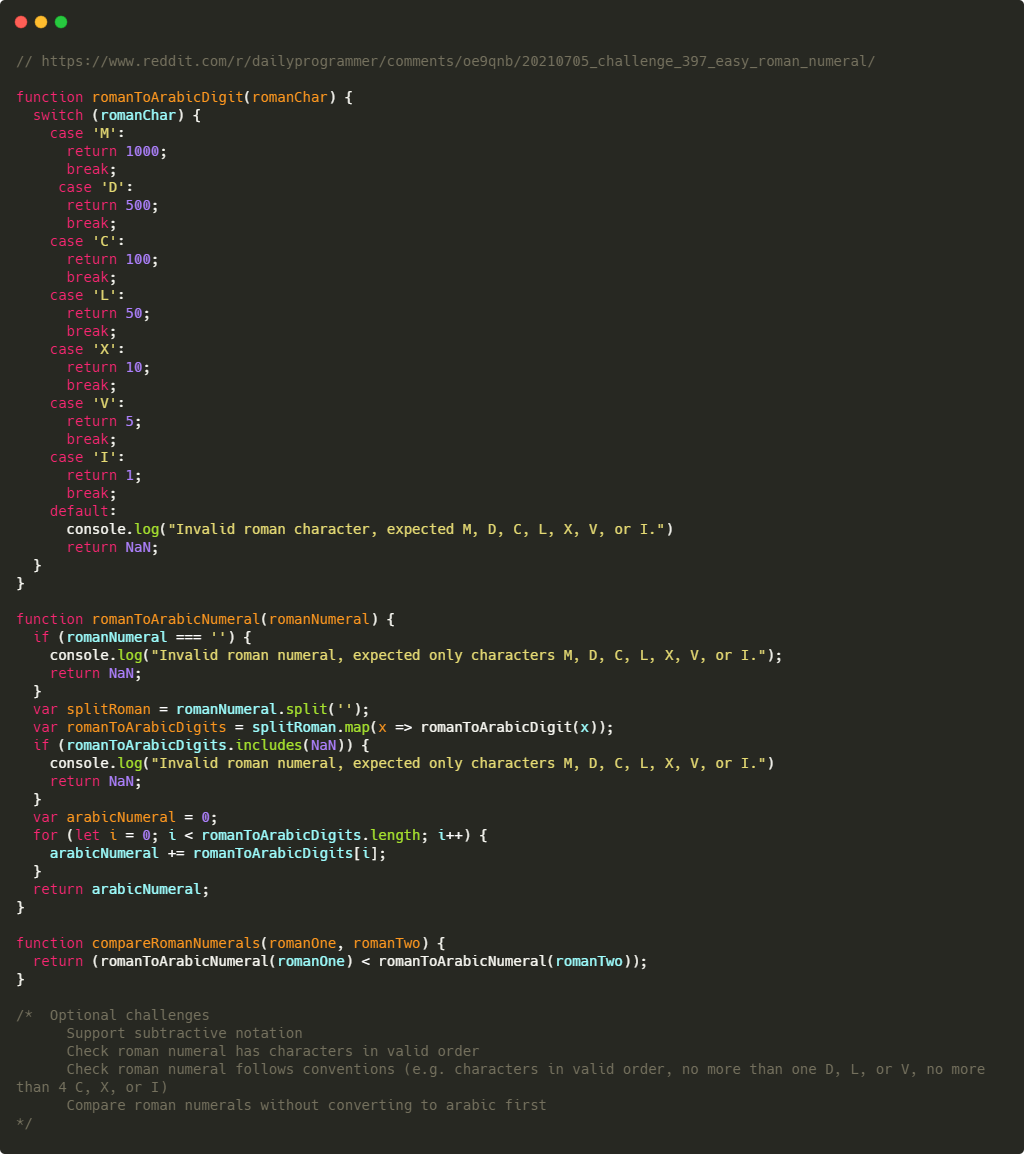 // https://www.reddit.com/r/dailyprogrammer/comments/oe9qnb/20210705_challenge_397_easy_roman_numeral/

function romanToArabicDigit(romanChar) {
  switch (romanChar) {
    case 'M':
      return 1000;
      break;
     case 'D':
      return 500;
      break;
    case 'C':
      return 100;
      break;
    case 'L':
      return 50;
      break;
    case 'X':
      return 10;
      break;
    case 'V':
      return 5;
      break;
    case 'I':
      return 1;
      break;
    default:
      console.log("Invalid roman character, expected M, D, C, L, X, V, or I.")
      return NaN;
  }
}

function romanToArabicNumeral(romanNumeral) {
  if (romanNumeral === '') {
    console.log("Invalid roman numeral, expected only characters M, D, C, L, X, V, or I.");
    return NaN;
  }
  var splitRoman = romanNumeral.split('');
  var romanToArabicDigits = splitRoman.map(x => romanToArabicDigit(x));
  if (romanToArabicDigits.includes(NaN)) {
    console.log("Invalid roman numeral, expected only characters M, D, C, L, X, V, or I.")
    return NaN;
  }
  var arabicNumeral = 0;
  for (let i = 0; i < romanToArabicDigits.length; i++) {
    arabicNumeral += romanToArabicDigits[i];
  }
  return arabicNumeral;
}

function compareRomanNumerals(romanOne, romanTwo) {
  return (romanToArabicNumeral(romanOne) < romanToArabicNumeral(romanTwo));
}

/*  Optional challenges
      Support subtractive notation
      Check roman numeral has characters in valid order
      Check roman numeral follows conventions (e.g. characters in valid order, no more than one D, L, or V, no more
than 4 C, X, or I)
      Compare roman numerals without converting to arabic first
*/